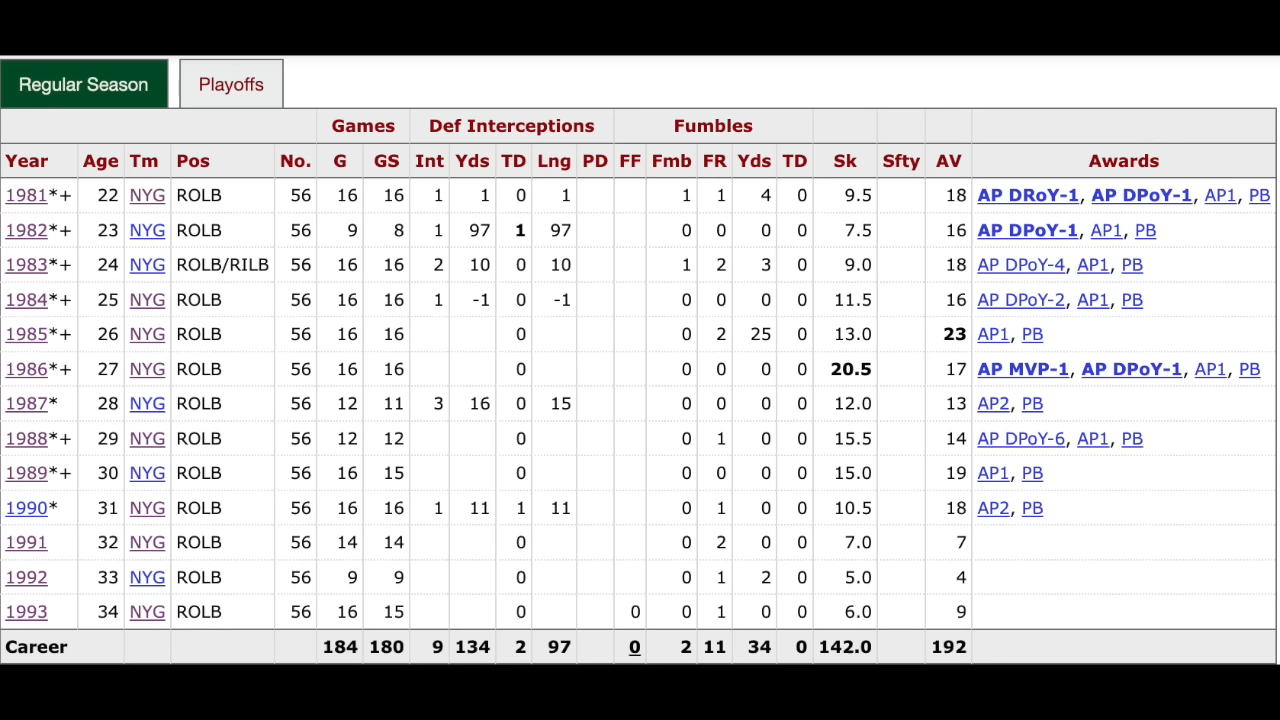 Regular Season Playoffs
Games Def Interceptions Fumbles
Year Age Tm Pos No. G GS Int Yds TD Lng PD FF Fmb FR Yds TD Sk Sfty AV Awards
1981*+ 22 NYG ROLB 56 16 16 1 1 0 1 1 1 4 0 9.5 18 AP DRoY-1, AP DPoY-1, AP1, PB
1982*+ 23 NYG ROLB 56 9 8 1 97 1 97 0 0 0 0 7.5 16 AP DPoY-1, AP1, PB
1983*+ 24 NYG ROLB/RILB 56 16 16 2 10 0 10 1 2 3 0 9.0 18 AP DPoY-4, AP1, PB
1984*+ 25 NYG ROLB 56 16 16 1 -1 0 -1 0 0 0 0 11.5 16 AP DPoY-2, AP1, PB
1985*+ 26 NYG ROLB 56 16 16 0 0 2 25 0 13.0 23 AP1, PB
1986*+ 27 NYG ROLB 56 16 16 0 0 0 0 0 20.5 17 AP MVP-1, AP DPoY-1, AP1, PB
1987* 28 NYG ROLB 56 12 11 3 16 0 15 0 0 0 0 12.0 13 AP2, PB
1988*+ 29 NYG ROLB 56 12 12 0 0 1 0 0 15.5 14 AP DPoY-6, AP1, PB
1989*+ 30 NYG ROLB 56 16 15 0 0 0 0 0 15.0 19 AP1, PB
1990* 31 NYG ROLB 56 16 16 1 11 1 11 0 1 0 0 10.5 18 AP2, PB
1991 32 NYG ROLB 56 14 14 0 0 2 0 0 7.0 7
1992 33 NYG ROLB 56 9 9 0 0 1 2 0 5.0 4
1993 34 NYG ROLB 56 16 15 0 0 0 1 0 0 6.0 9
Career 184 180 9 134 2 97 0 2 11 34 0 142.0 192